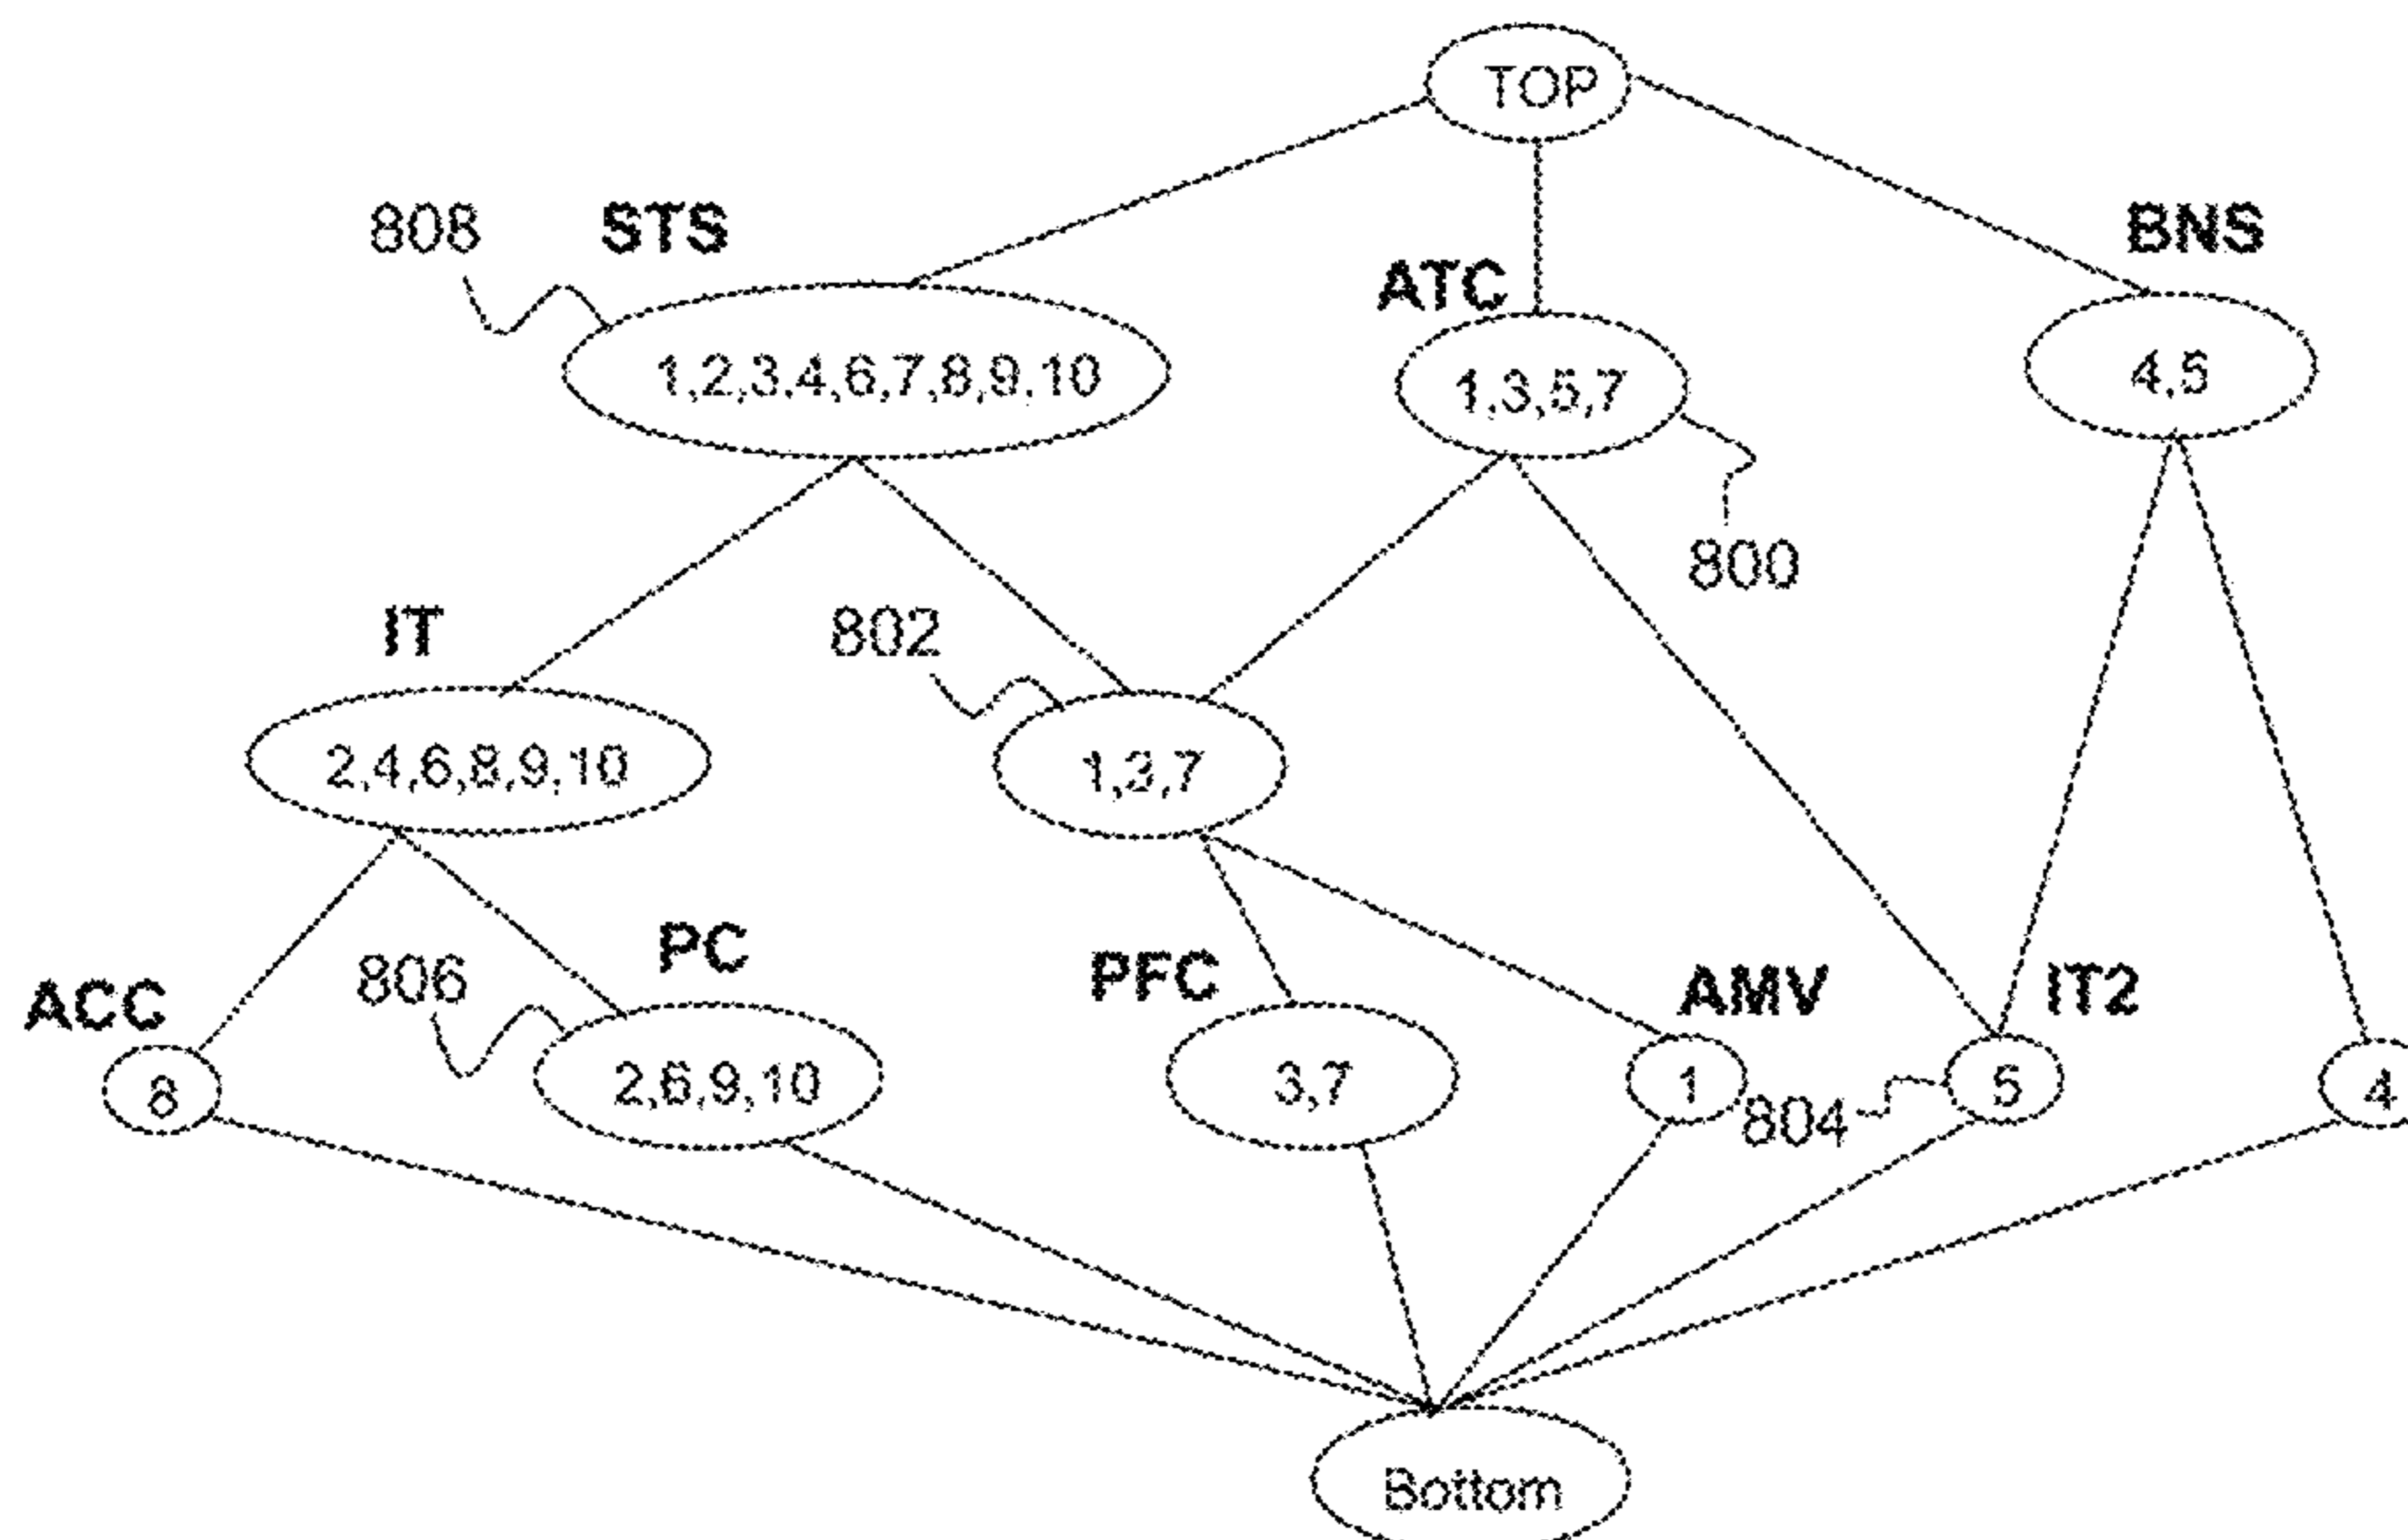 TOP
808 STS
BNS
ATC
1,2,3,4,6,7,8,9,10
1,3,5,7
4,5
800
IT
802
2,4,6,8,9,10
1,3,7
PC
806
PFC
AMV
IT2
ACC
8
2,6,9,10
3,7
1
804
5
4
Bottom